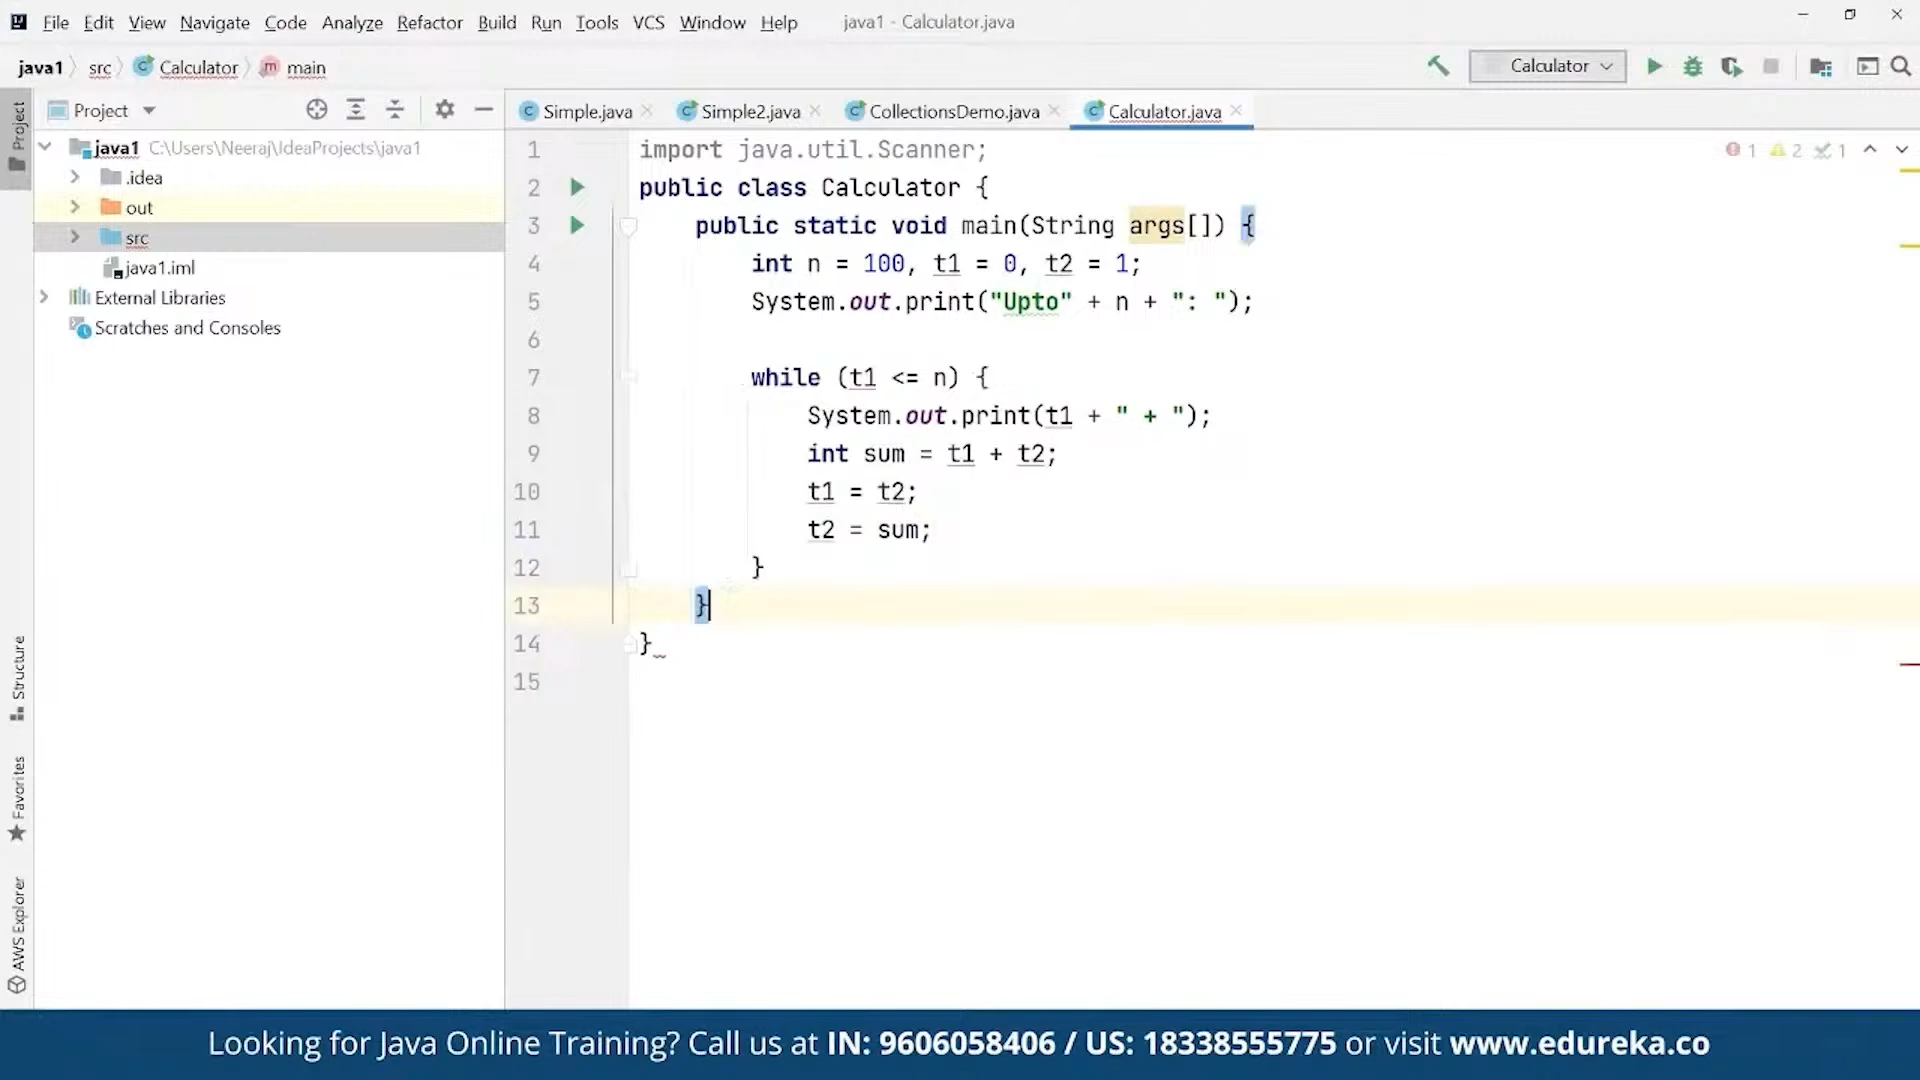 File Edit View Navigate Code Analyze Refactor Build Run Tools VCS Window Help java1 - Calculator.java
java1 src Calculator main Calculator
Project
Simple.java Simple2.java CollectionsDemo.java Calculator.java
Project
java1 C:\Users\Neeraj\IdeaProjects\java1
.idea
out
src
java1.iml
External Libraries
Scratches and Consoles
Structure
Favorites
AWS Explorer
1 import java.util.Scanner;
1 2 1
2 public class Calculator {
3 public static void main(String args[]) {
4 int n = 100, t1 = 0, t2 = 1;
5 System.out.print("Upto" + n + ": ");
6
7 while (t1 <= n) {
8 System.out.print(t1 + " + ");
9 int sum = t1 + t2;
10 t1 = t2;
11 t2 = sum;
12 }
13 }
14 }
15
Looking for Java Online Training? Call us at IN: 9606058406 / US: 18338555775 or visit www.edureka.co